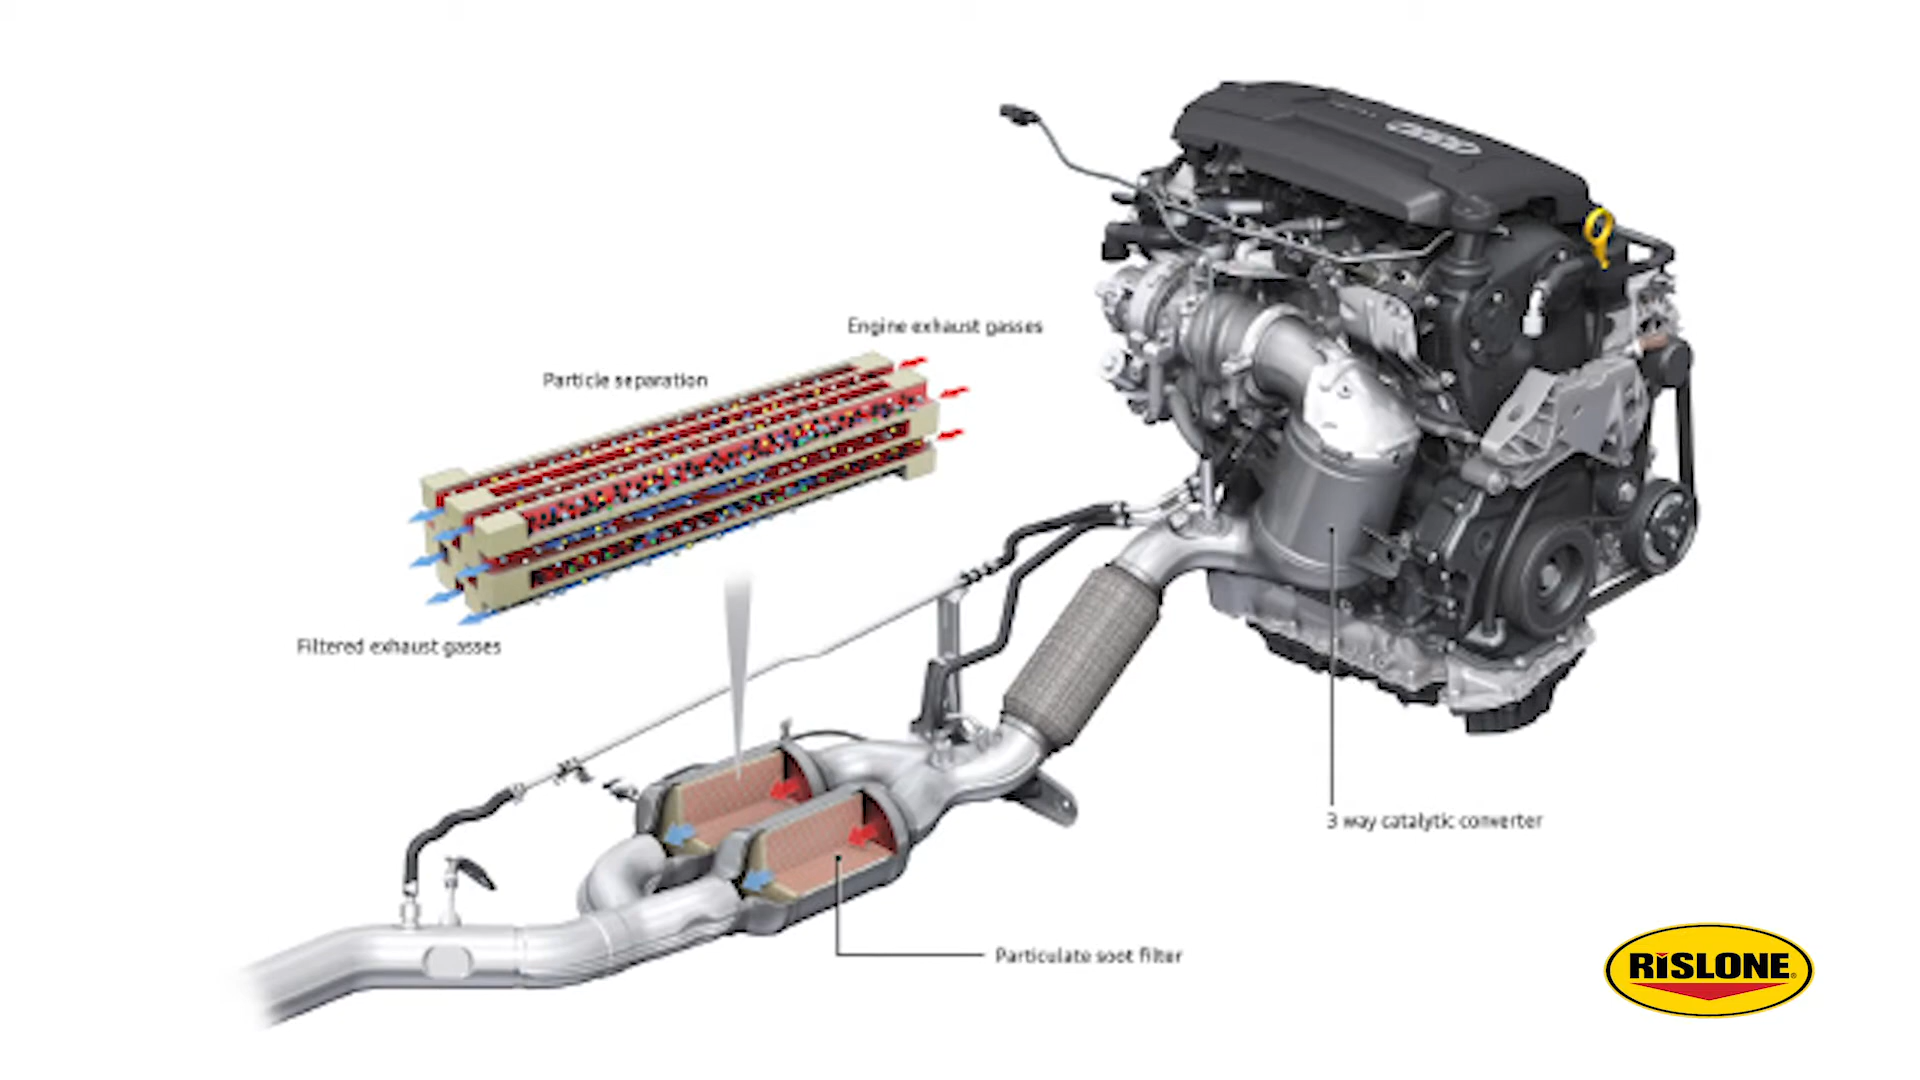 Engine exhaust gasses
Particle separation
Filtered exhaust gasses
3 way catalytic converter
Particulate soot filter
RISLONE